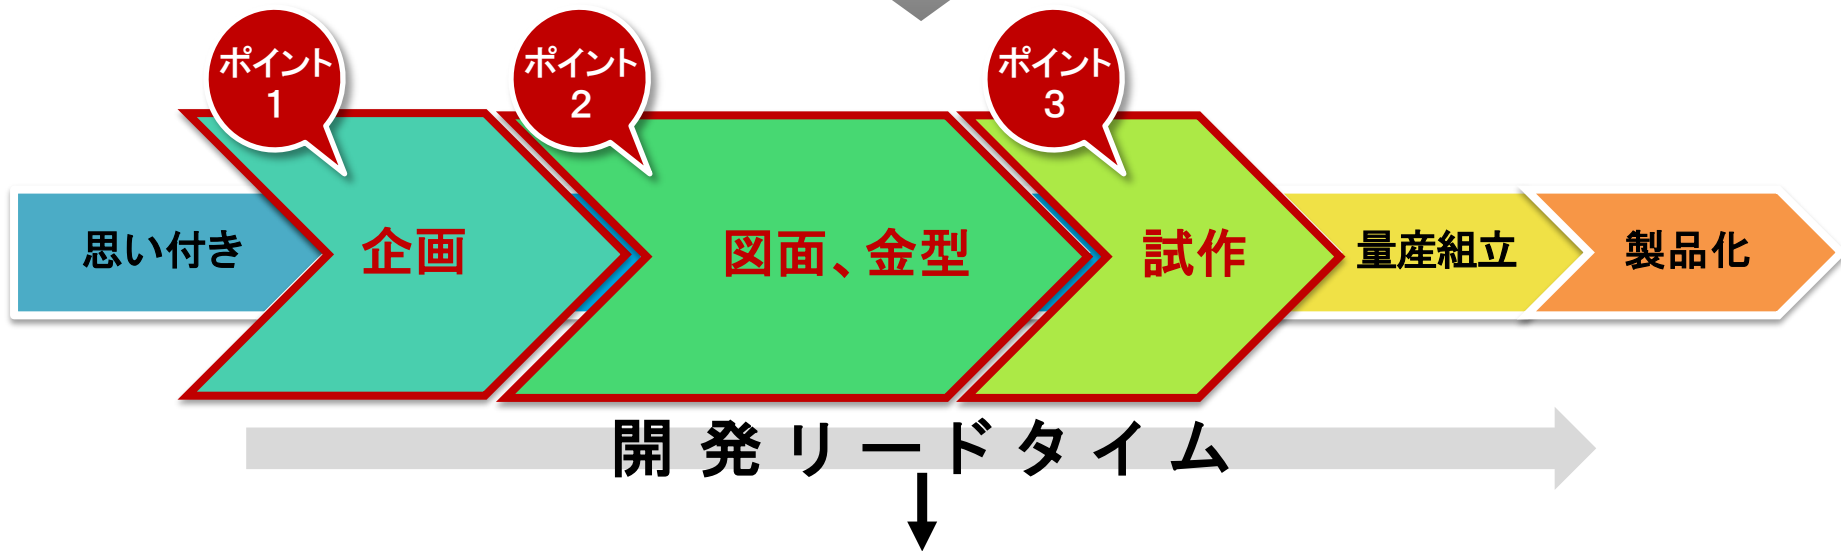 ポイント
1
ポイント
2
ポイント
3
思い付き
企画
図面、金型
試作
量産組立
製品化
開発リードタイム